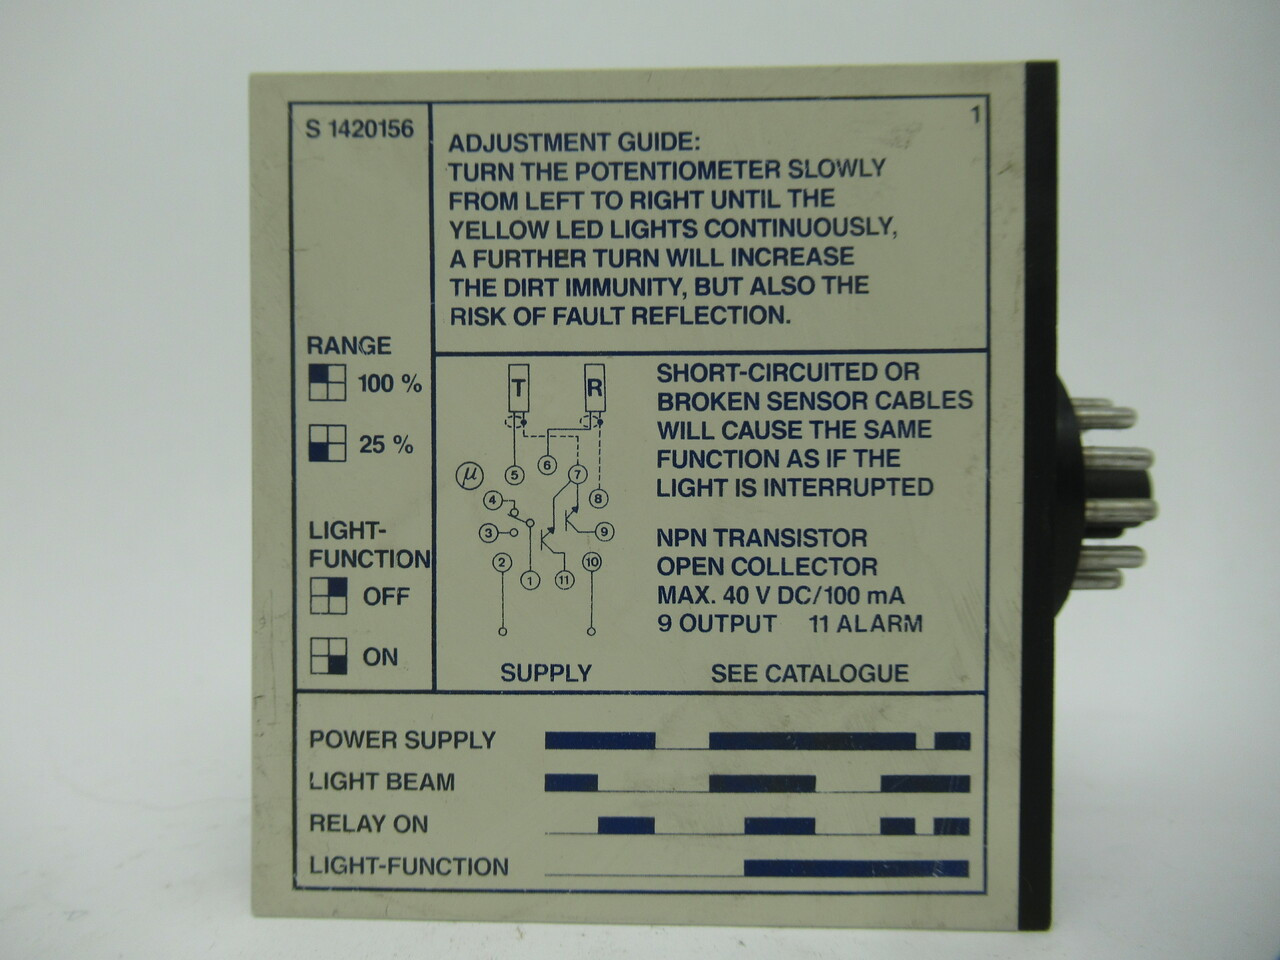 S 1420156
1
ADJUSTMENT GUIDE:
TURN THE POTENTIOMETER SLOWLY
FROM LEFT TO RIGHT UNTIL THE
YELLOW LED LIGHTS CONTINUOUSLY,
A FURTHER TURN WILL INCREASE
THE DIRT IMMUNITY, BUT ALSO THE
RISK OF FAULT REFLECTION.
RANGE
100 %
25 %
LIGHT-
FUNCTION
OFF
ON
T R
μ
5 6 7
4 8
3 9
2 10
1 11
SUPPLY
SHORT-CIRCUITED OR
BROKEN SENSOR CABLES
WILL CAUSE THE SAME
FUNCTION AS IF THE
LIGHT IS INTERRUPTED
NPN TRANSISTOR
OPEN COLLECTOR
MAX. 40 V DC/100 mA
9 OUTPUT 11 ALARM
SEE CATALOGUE
POWER SUPPLY
LIGHT BEAM
RELAY ON
LIGHT-FUNCTION